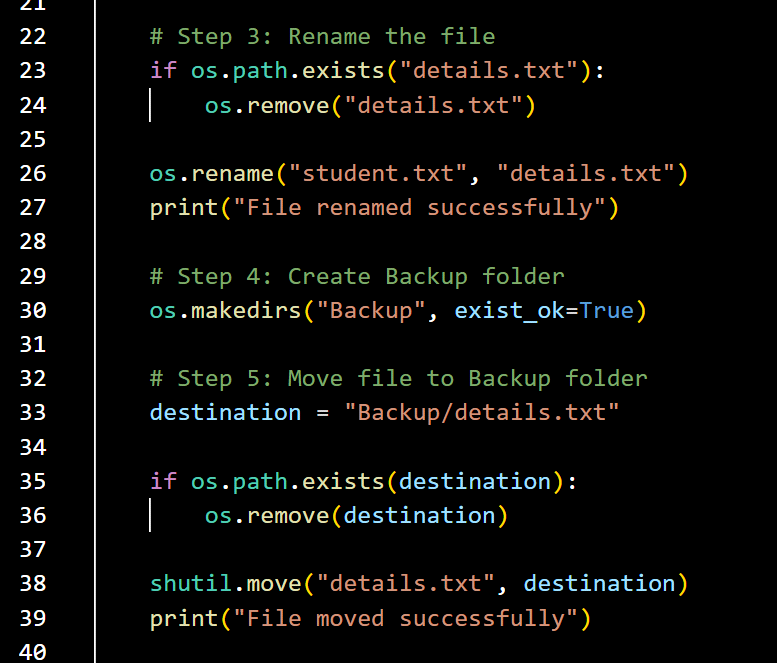 21
22 # Step 3: Rename the file
23 if os.path.exists("details.txt"):
24 os.remove("details.txt")
25
26 os.rename("student.txt", "details.txt")
27 print("File renamed successfully")
28
29 # Step 4: Create Backup folder
30 os.makedirs("Backup", exist_ok=True)
31
32 # Step 5: Move file to Backup folder
33 destination = "Backup/details.txt"
34
35 if os.path.exists(destination):
36 os.remove(destination)
37
38 shutil.move("details.txt", destination)
39 print("File moved successfully")
40